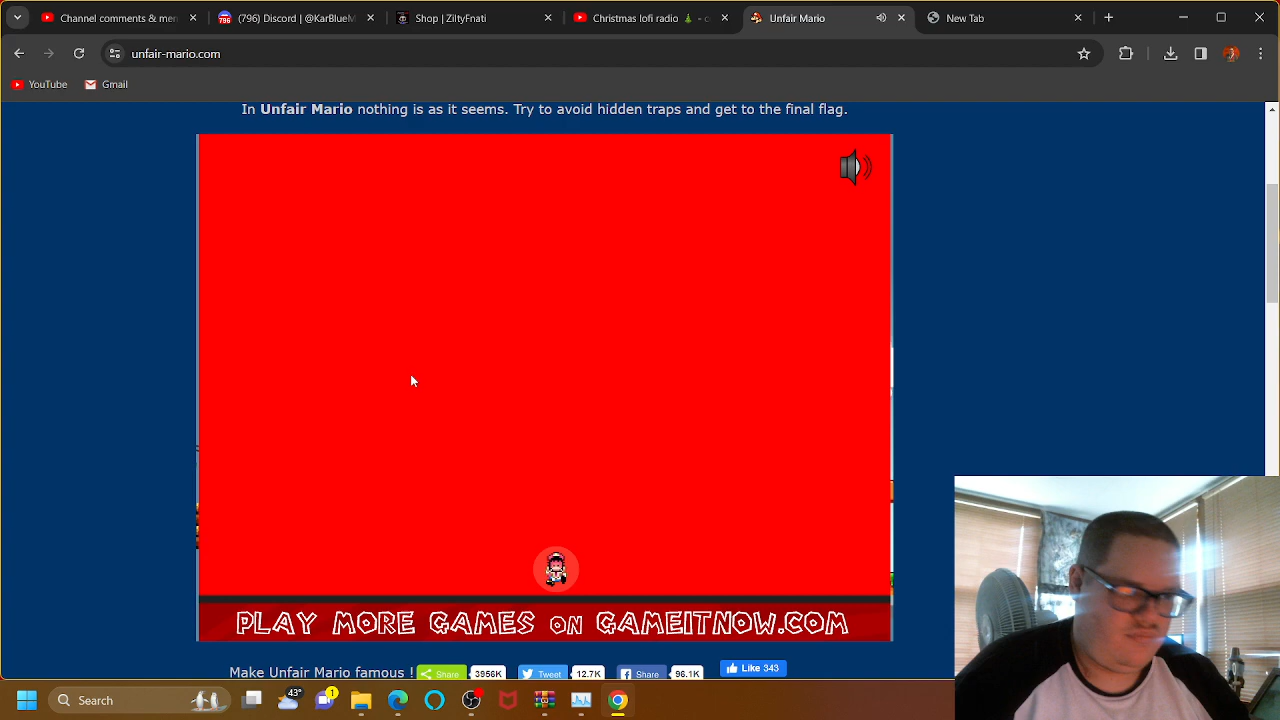 Channel comments & men
(796) Discord | @KarBlueM
Shop | ZiltyFnati
Christmas lofi radio
Unfair Mario
New Tab
unfair-mario.com
YouTube
Gmail
In Unfair Mario nothing is as it seems. Try to avoid hidden traps and get to the final flag.
PLAY MORE GAMES ON GAMEITNOW.COM
Make Unfair Mario famous !
Share
3956K
Tweet
12.7K
Share
96.1K
Like 343
Search
43°
1